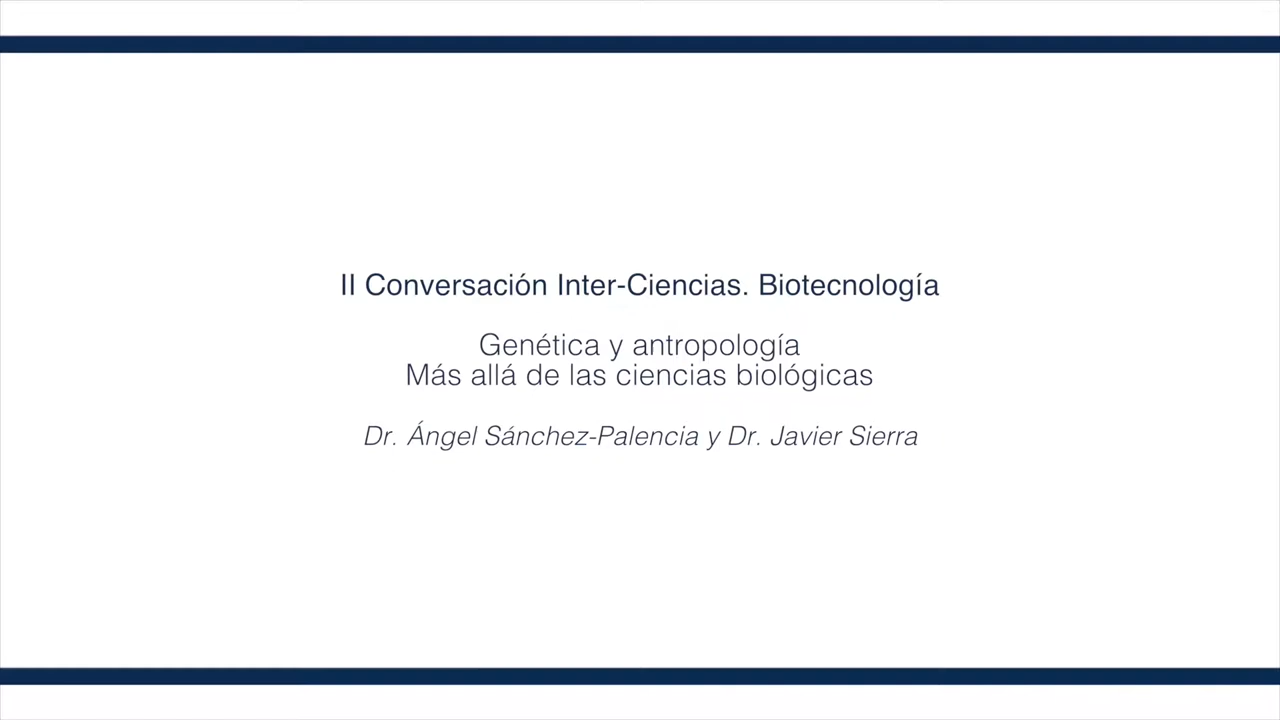 II Conversación Inter-Ciencias. Biotecnología
Genética y antropología
Más allá de las ciencias biológicas
Dr. Ángel Sánchez-Palencia y Dr. Javier Sierra